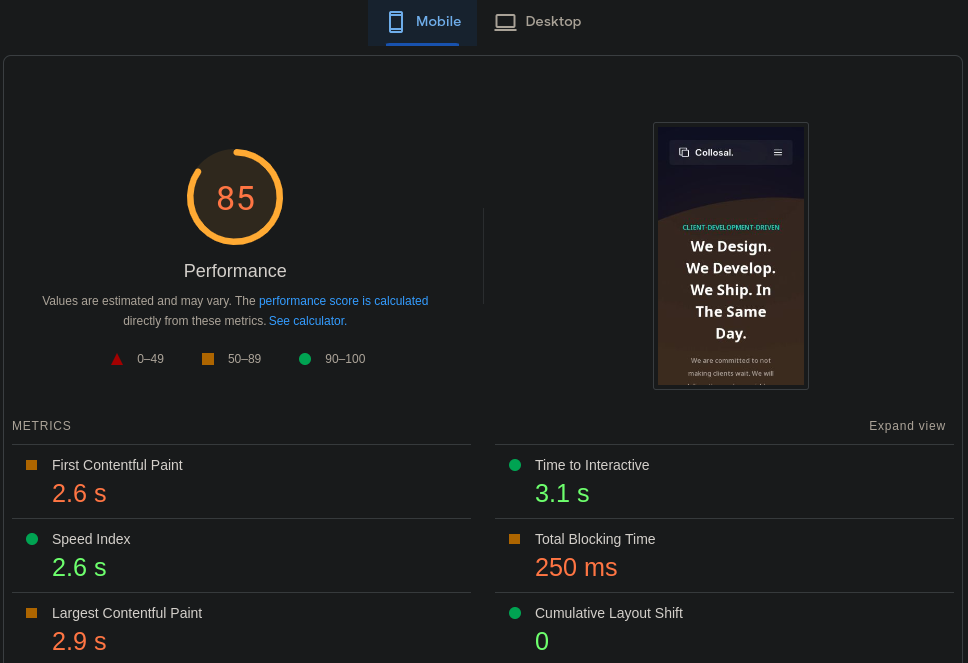 Mobile
Desktop
85
Performance
Values are estimated and may vary. The performance score is calculated
directly from these metrics. See calculator.
0–49
50–89
90–100
Collosal.
CLIENT-DEVELOPMENT-DRIVEN
We Design.
We Develop.
We Ship. In
The Same
Day.
We are committed to not
making clients wait. We will
METRICS
Expand view
First Contentful Paint
2.6 s
Time to Interactive
3.1 s
Speed Index
2.6 s
Total Blocking Time
250 ms
Largest Contentful Paint
2.9 s
Cumulative Layout Shift
0